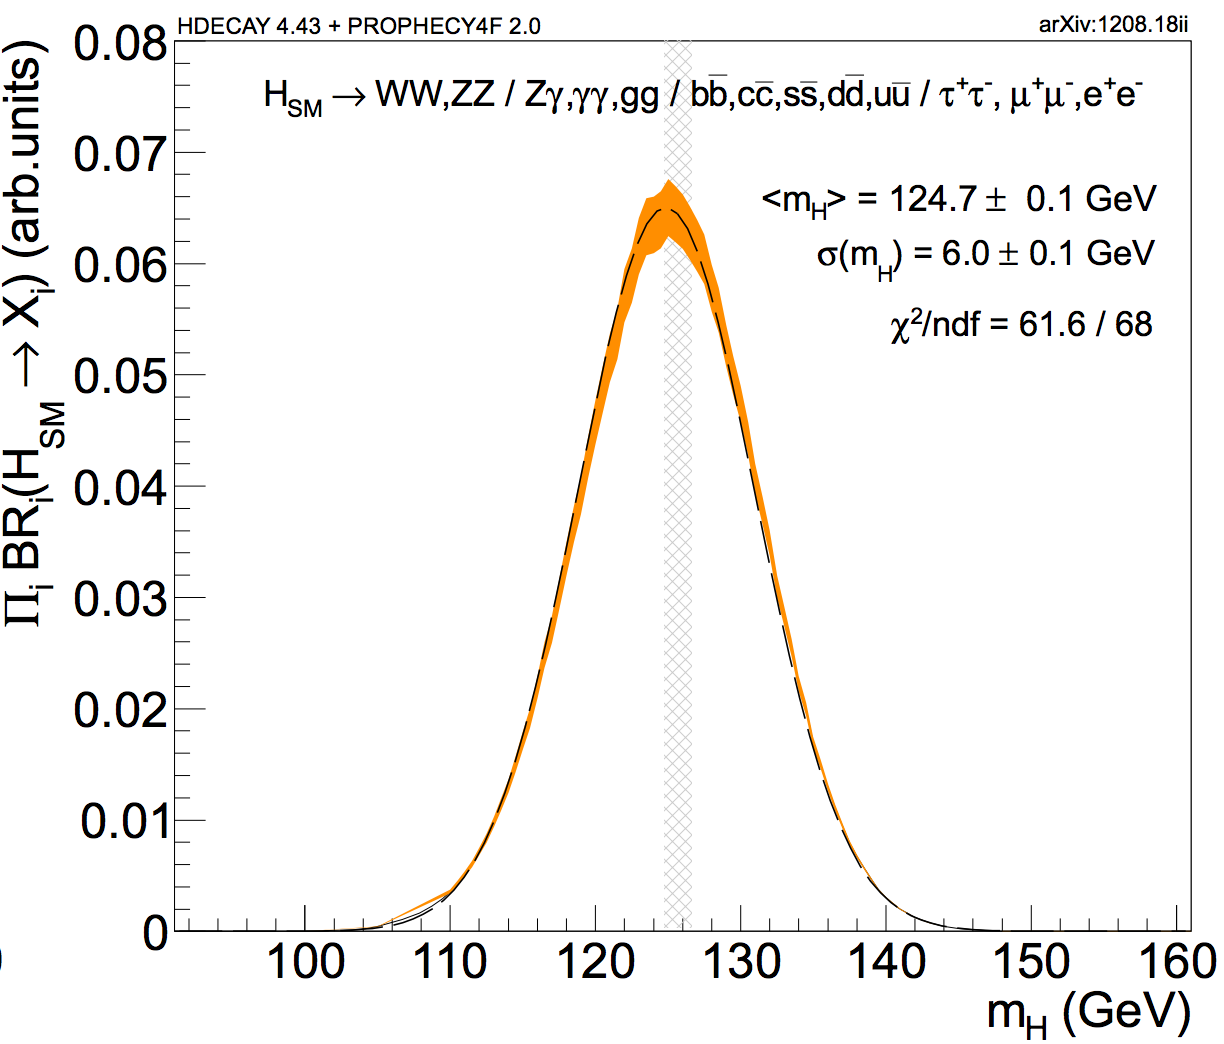 HDECAY 4.43 + PROPHECY4F 2.0
arXiv:1208.18ii
H_SM → WW,ZZ / Zγ,γγ,gg / bb̅,cc̅,ss̅,dd̅,uu̅ / τ⁺τ⁻, μ⁺μ⁻,e⁺e⁻
<m_H> = 124.7 ± 0.1 GeV
σ(m_H) = 6.0 ± 0.1 GeV
χ²/ndf = 61.6 / 68
Π_i BR_i(H_SM → X_i) (arb.units)
0.08
0.07
0.06
0.05
0.04
0.03
0.02
0.01
0
100 110 120 130 140 150 160
m_H (GeV)